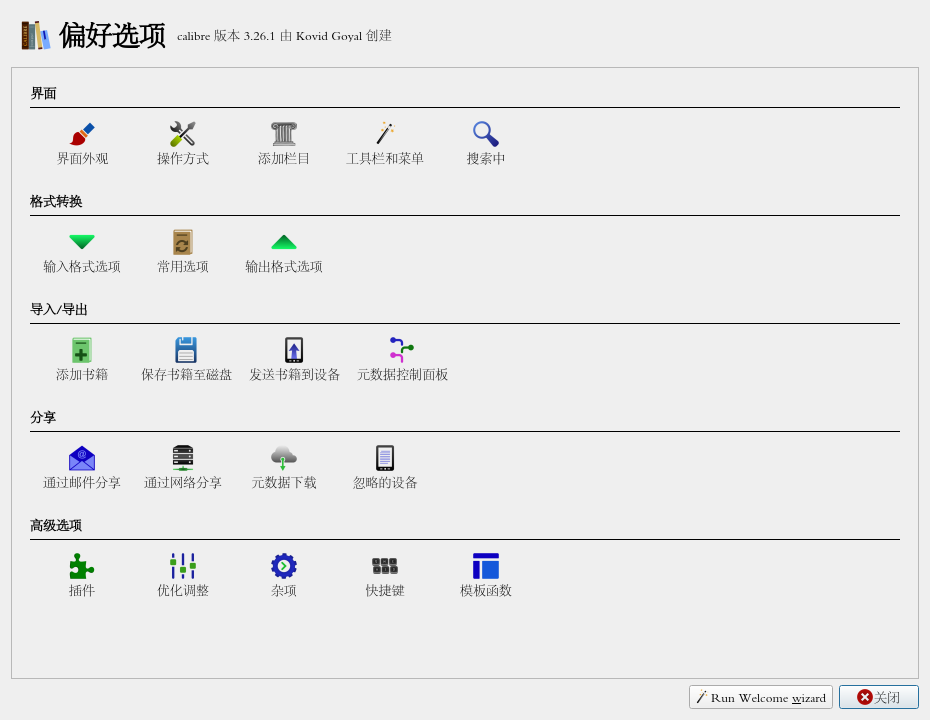 偏好选项 calibre 版本 3.26.1 由 Kovid Goyal 创建
界面
界面外观 操作方式 添加栏目 工具栏和菜单 搜索中
格式转换
输入格式选项 常用选项 输出格式选项
导入/导出
添加书籍 保存书籍至磁盘 发送书籍到设备 元数据控制面板
分享
通过邮件分享 通过网络分享 元数据下载 忽略的设备
高级选项
插件 优化调整 杂项 快捷键 模板函数
Run Welcome wizard 关闭